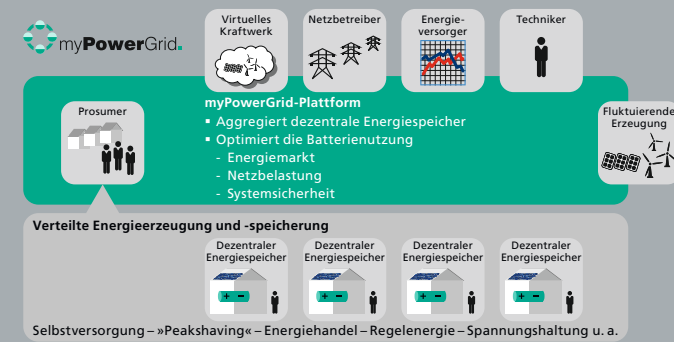 myPowerGrid.
Virtuelles
Kraftwerk
Netzbetreiber
Energie-
versorger
Techniker
Prosumer
myPowerGrid-Plattform
▪ Aggregiert dezentrale Energiespeicher
▪ Optimiert die Batterienutzung
- Energiemarkt
- Netzbelastung
- Systemsicherheit
Fluktuierende
Erzeugung
Verteilte Energieerzeugung und -speicherung
Dezentraler
Energiespeicher
+ -
Dezentraler
Energiespeicher
+ -
Dezentraler
Energiespeicher
+ -
Dezentraler
Energiespeicher
+ -
Selbstversorgung – »Peakshaving« – Energiehandel – Regelenergie – Spannungshaltung u. a.